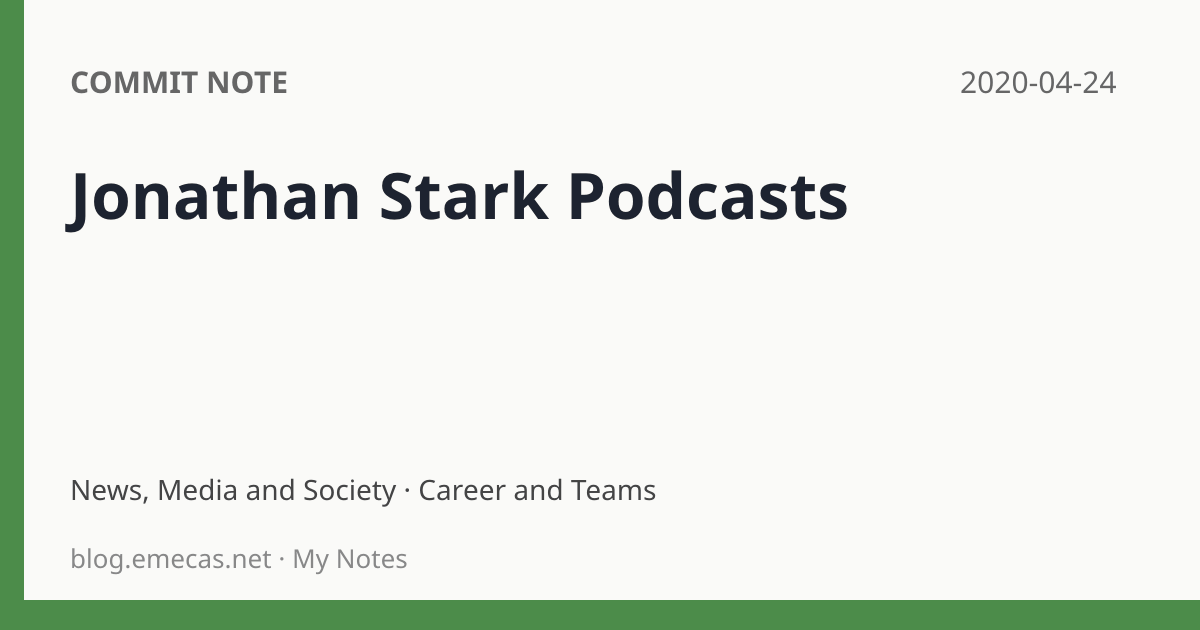 COMMIT NOTE
2020-04-24
Jonathan Stark Podcasts
News, Media and Society · Career and Teams
blog.emecas.net · My Notes